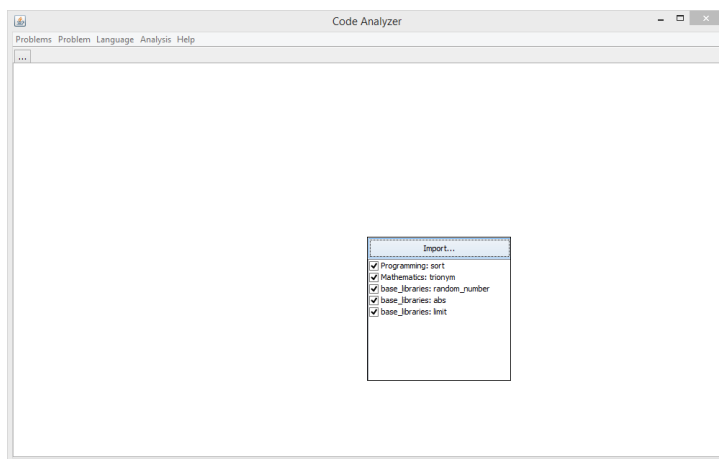 Code Analyzer
Problems Problem Language Analysis Help
...
Import...
Programming: sort
Mathematics: trionym
base_libraries: random_number
base_libraries: abs
base_libraries: limit